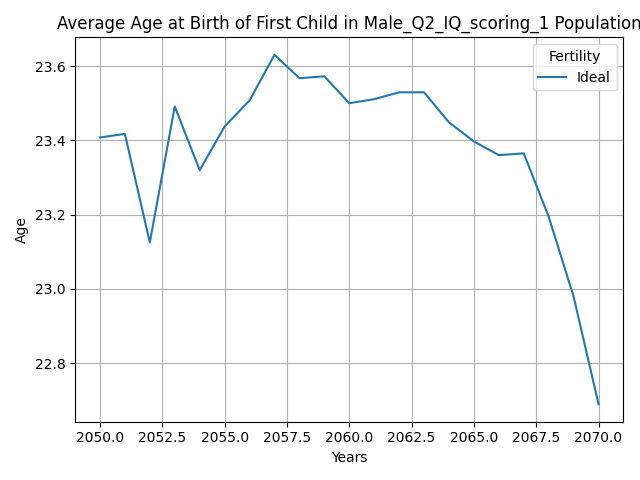 Average Age at Birth of First Child in Male_Q2_IQ_scoring_1 Population
Fertility
Ideal
23.6
23.4
23.2
23.0
22.8
Age
2050.0 2052.5 2055.0 2057.5 2060.0 2062.5 2065.0 2067.5 2070.0
Years